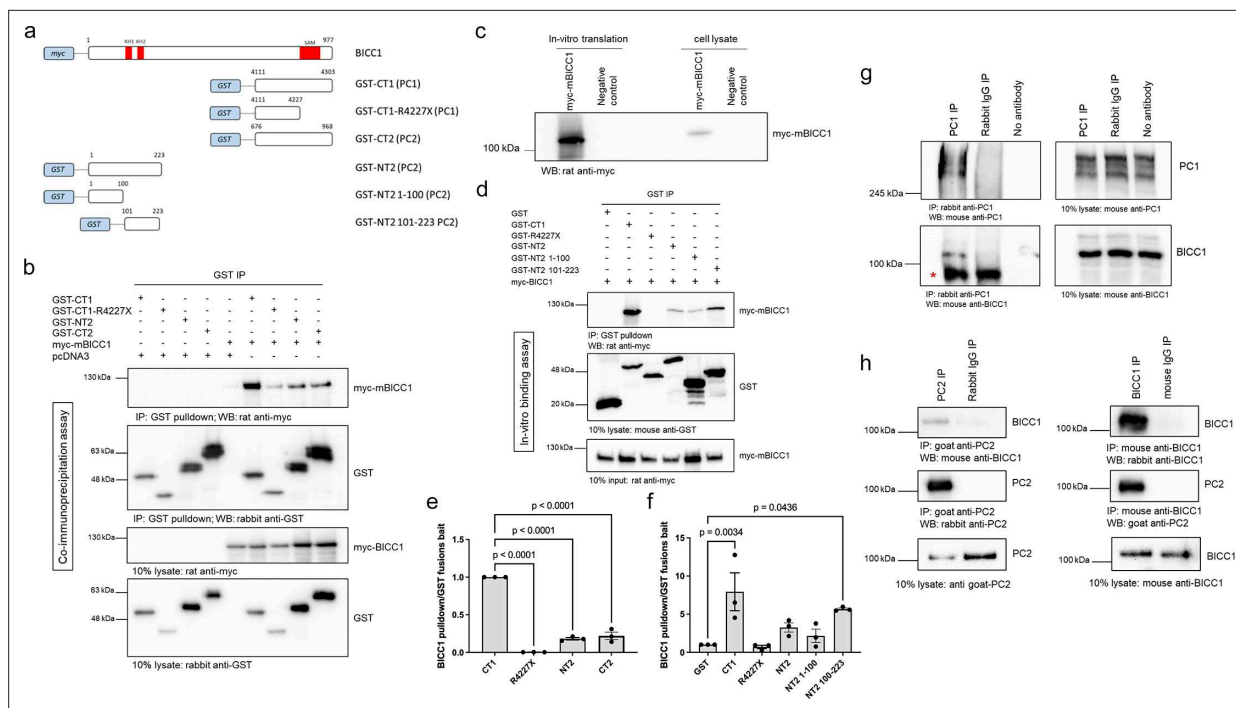 a
myc
1
KH1
KH2
SAM
977
BICC1
GST
4111
4303
GST-CT1 (PC1)
GST
4111
4227
GST-CT1-R4227X (PC1)
GST
676
968
GST-CT2 (PC2)
GST
1
223
GST-NT2 (PC2)
GST
1
100
GST-NT2 1-100 (PC2)
GST
101
223
GST-NT2 101-223 PC2)
b
GST IP
GST-CT1 - + - - - - + - - -
GST-CT1-R4227X - - + - - - - + - -
GST-NT2
GST-CT2
myc-mBICC1 - - - - - + + + + +
pcDNA3 + + + + + - - - - -
Co-immunoprecipitation assay
130 kDa
myc-mBICC1
IP: GST pulldown; WB: rat anti-myc
63 kDa
48 kDa
GST
IP: GST pulldown; WB: rabbit anti-GST
130 kDa
myc-BICC1
10% lysate: rat anti-myc
63 kDa
48 kDa
GST
10% lysate: rabbit anti-GST
c
In-vitro translation
cell lysate
myc-mBICC1
Negative control
myc-mBICC1
Negative control
100 kDa
myc-mBICC1
WB: rat anti-myc
d
GST IP
GST + - - - - -
GST-CT1 - + - - - -
GST-R4227X - - + - - -
GST-NT2 - - - + - -
GST-NT2 1-100 - - - - + -
GST-NT2 101-223 - - - - - +
myc-BICC1 + + + + + +
In-vitro binding assay
130 kDa
myc-mBICC1
IP: GST pulldown
WB: rat anti-myc
48 kDa
20 kDa
GST
10% lysate: mouse anti-GST
130 kDa
myc-mBICC1
10% input: rat anti-myc
e
BICC1 pulldown/GST fusions bait
2.0
1.5
1.0
0.5
0.0
p < 0.0001
p < 0.0001
p < 0.0001
CT1
R4227X
NT2
CT2
f
BICC1 pulldown/GST fusions bait
15
10
5
0
p = 0.0436
p = 0.0034
GST
CT1
R4227X
NT2
NT2 1-100
NT2 100-223
g
PC1 IP
Rabbit IgG IP
No antibody
PC1 IP
Rabbit IgG IP
No antibody
245 kDa
PC1
IP: rabbit anti-PC1
WB: mouse anti-PC1
10% lysate: mouse anti-PC1
100 kDa
*
BICC1
IP: rabbit anti-PC1
WB: mouse anti-BICC1
10% lysate: mouse anti-BICC1
h
PC2 IP
Rabbit IgG IP
BICC1 IP
mouse IgG IP
100 kDa
BICC1
100 kDa
BICC1
IP: goat anti-PC2
WB: mouse anti-BICC1
IP: mouse anti-BICC1
WB: rabbit anti-BICC1
100 kDa
PC2
100 kDa
PC2
IP: goat anti-PC2
WB: rabbit anti-PC2
IP: mouse anti-BICC1
WB: goat anti-PC2
100 kDa
PC2
100 kDa
BICC1
10% lysate: anti goat-PC2
10% lysate: mouse anti-BICC1